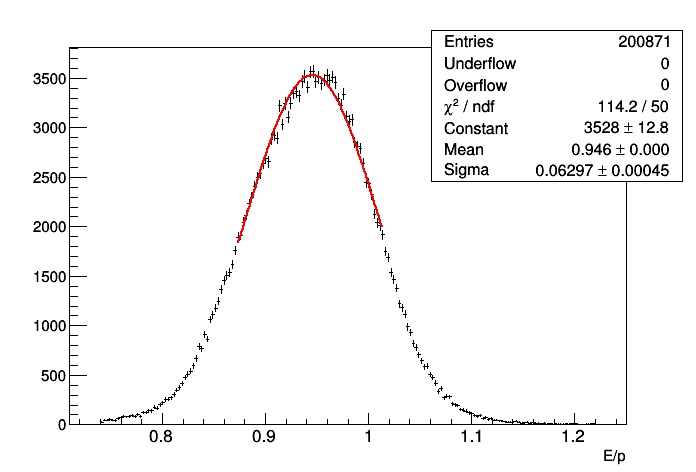 Entries 200871
Underflow 0
Overflow 0
χ² / ndf 114.2 / 50
Constant 3528 ± 12.8
Mean 0.946 ± 0.000
Sigma 0.06297 ± 0.00045
3500
3000
2500
2000
1500
1000
500
0
0.8 0.9 1 1.1 1.2
E/p